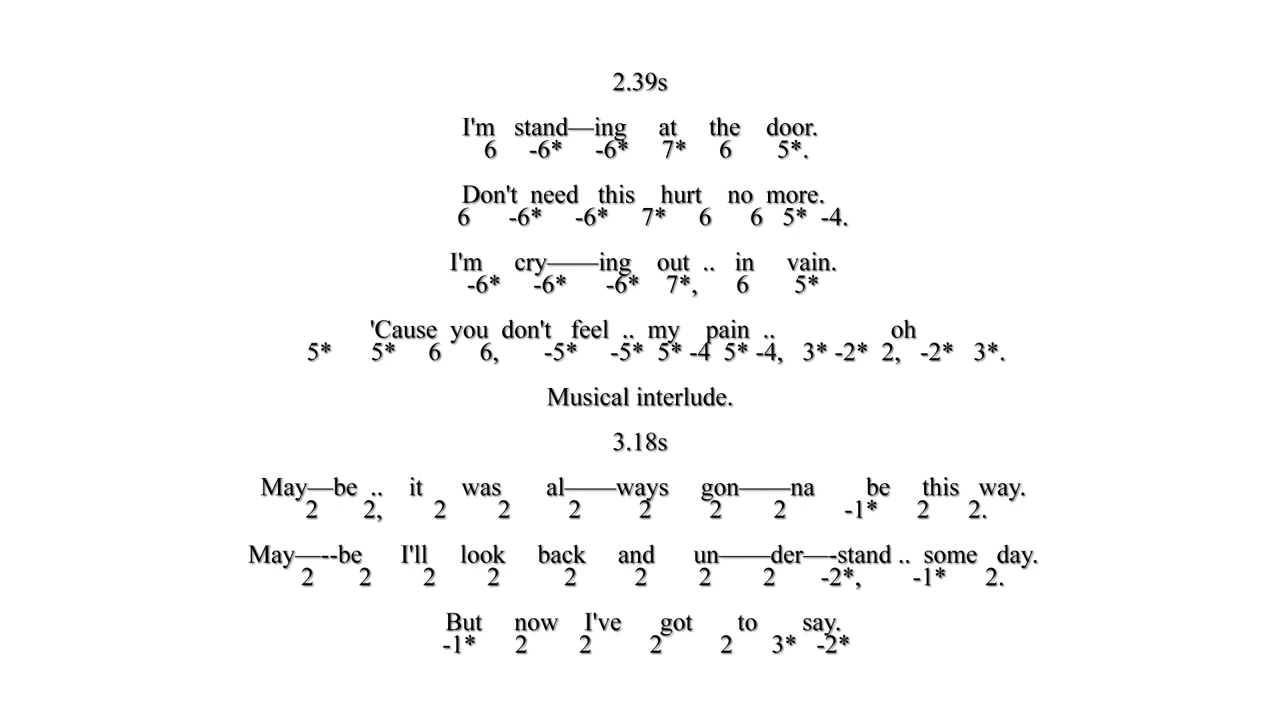 2.39s
I'm stand—ing at the door.
6 -6* -6* 7* 6 5*.
Don't need this hurt no more.
6 -6* -6* 7* 6 6 5* -4.
I'm cry——ing out .. in vain.
-6* -6* -6* 7*, 6 5*
'Cause you don't feel .. my pain .. oh
5* 5* 6 6, -5* -5* 5* -4 5* -4, 3* -2* 2, -2* 3*.
Musical interlude.
3.18s
May—be .. it was al——ways gon——na be this way.
2 2, 2 2 2 2 2 2 -1* 2 2.
May—--be I'll look back and un——der—-stand .. some day.
2 2 2 2 2 2 2 2 -2*, -1* 2.
But now I've got to say.
-1* 2 2 2 2 3* -2*